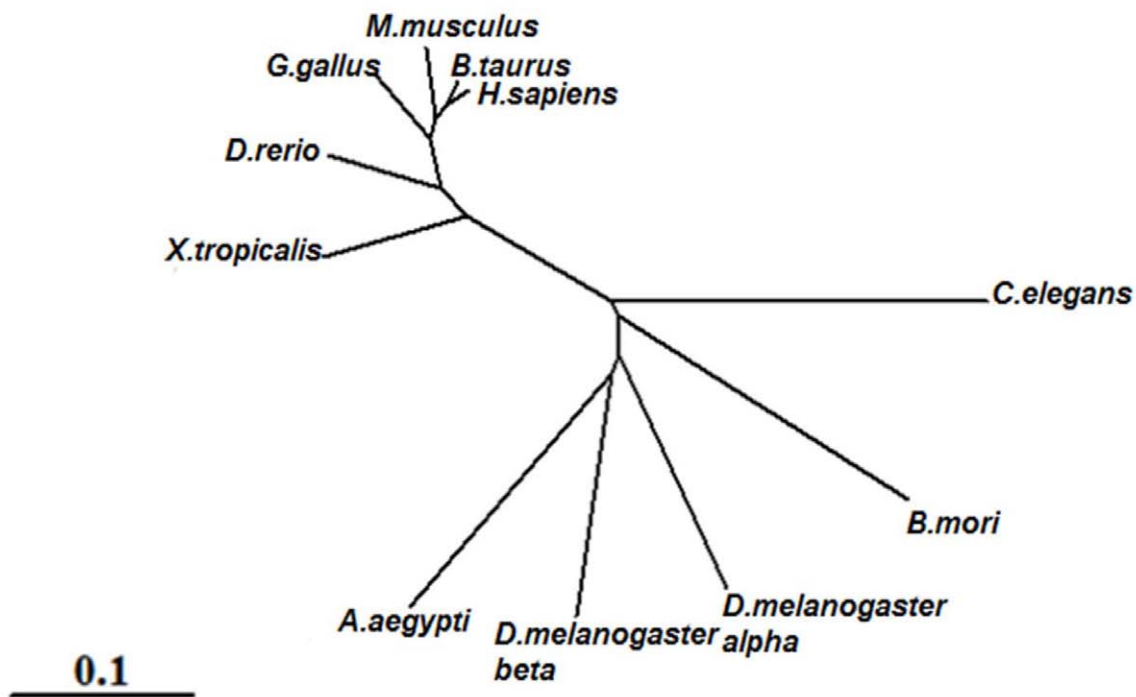 M.musculus
G.gallus
B.taurus
H.sapiens
D.rerio
X.tropicalis
C.elegans
B.mori
D.melanogaster
alpha
A.aegypti
D.melanogaster
beta
0.1